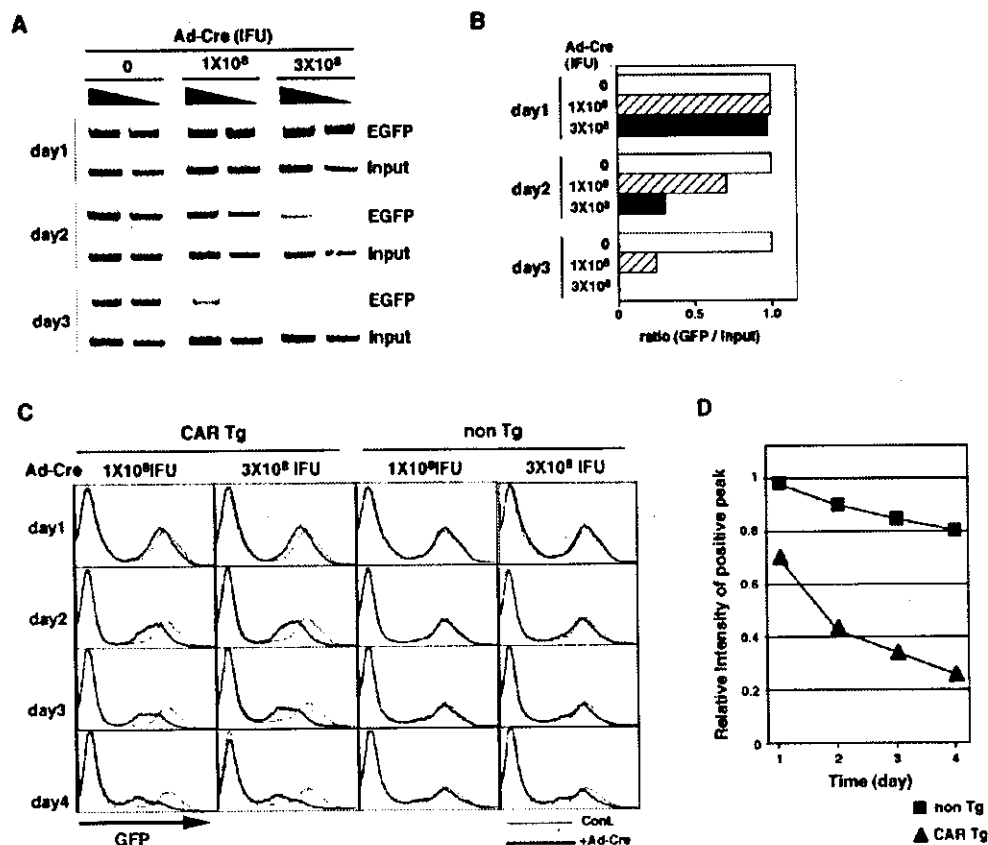 A
Ad-Cre (IFU)
0 1X10⁸ 3X10⁸
day1
EGFP
Input
day2
EGFP
Input
day3
EGFP
Input
B
Ad-Cre
(IFU)
day1
0
1X10⁸
3X10⁸
day2
0
1X10⁸
3X10⁸
day3
0
1X10⁸
3X10⁸
0 0.5 1.0
ratio (GFP / Input)
C
CAR Tg non Tg
Ad-Cre 1X10⁸IFU 3X10⁸ IFU 1X10⁸IFU 3X10⁸ IFU
day1
day2
day3
day4
GFP
Cont.
+Ad-Cre
D
Relative Intensity of positive peak
1
0.8
0.6
0.4
0.2
0
1 2 3 4
Time (day)
non Tg
CAR Tg